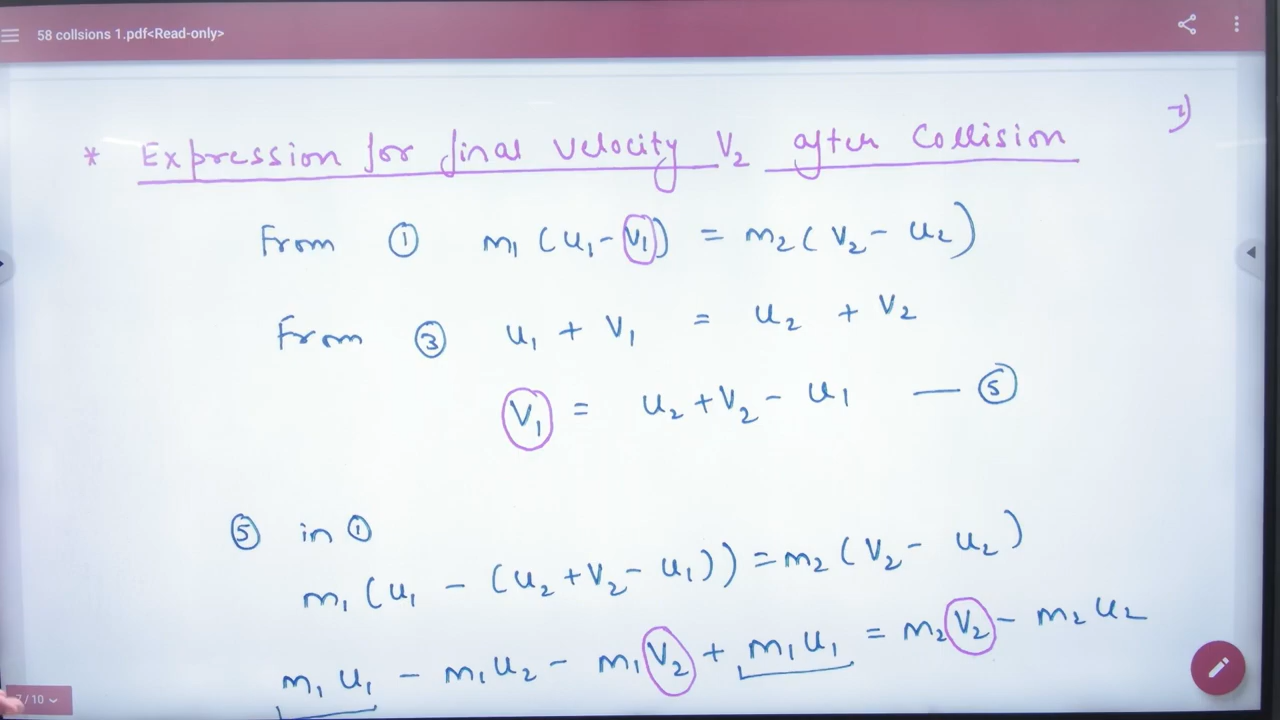 58 collsions 1.pdf<Read-only>
7)
* Expression for final velocity V₂ after Collision
From ① m₁ (u₁ - V₁) = m₂ ( V₂ - u₂ )
From ③ u₁ + V₁ = u₂ + V₂
V₁ = u₂ + V₂ - u₁ — ⑤
⑤ in ①
m₁ ( u₁ - (u₂ + V₂ - u₁ )) = m₂ ( V₂ - u₂ )
m₁ u₁ - m₁ u₂ - m₁ V₂ + m₁ u₁ = m₂ V₂ - m₂ u₂
7/10